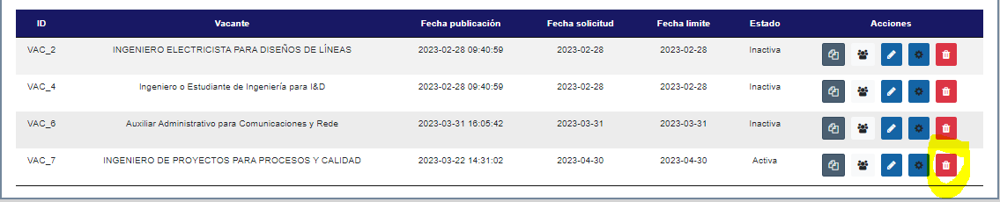 ID Vacante Fecha publicación Fecha solicitud Fecha limite Estado Acciones
VAC_2 INGENIERO ELECTRICISTA PARA DISEÑOS DE LÍNEAS 2023-02-28 09:40:59 2023-02-28 2023-02-28 Inactiva
VAC_4 Ingeniero o Estudiante de Ingeniería para I&D 2023-02-28 09:40:59 2023-02-28 2023-02-28 Inactiva
VAC_6 Auxiliar Administrativo para Comunicaciones y Rede 2023-03-31 16:05:42 2023-03-31 2023-03-31 Inactiva
VAC_7 INGENIERO DE PROYECTOS PARA PROCESOS Y CALIDAD 2023-03-22 14:31:02 2023-04-30 2023-04-30 Activa